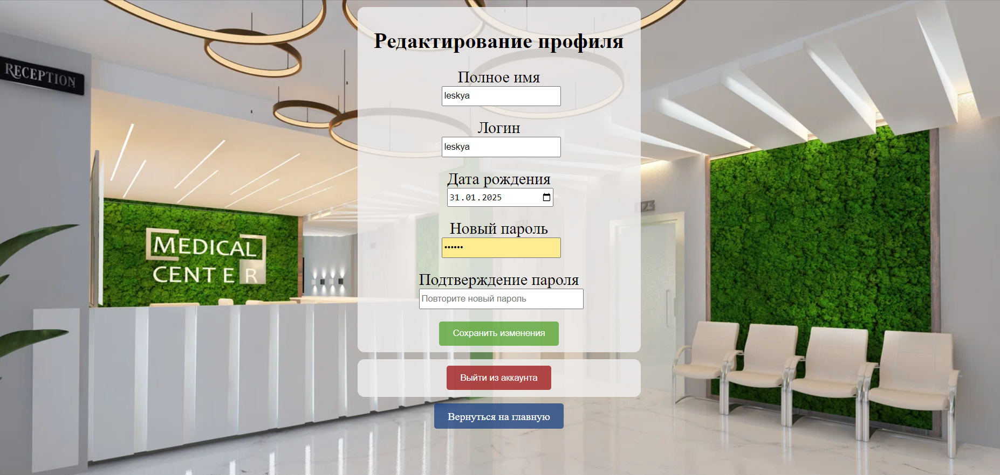 Редактирование профиля
RECEPTION
Полное имя
leskya
Логин
leskya
Дата рождения
31.01.2025
Новый пароль
••••••
MEDICAL
CENTER
Подтверждение пароля
Повторите новый пароль
Сохранить изменения
Выйти из аккаунта
Вернуться на главную